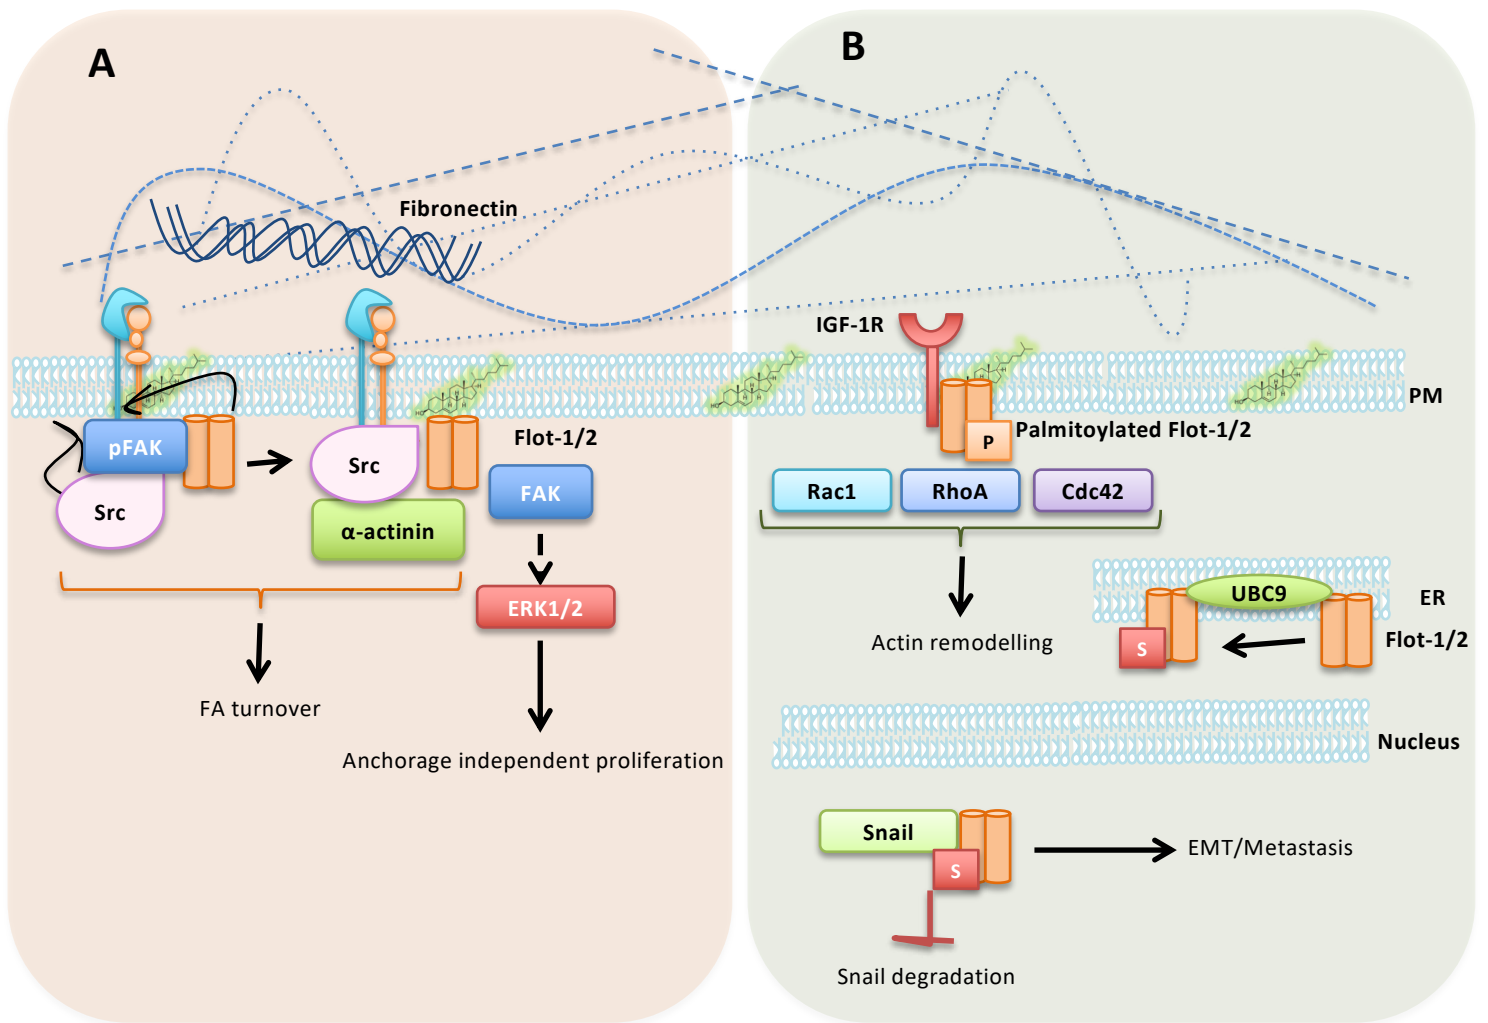 A
B
Fibronectin
IGF-1R
PM
Palmitoylated Flot-1/2
P
Flot-1/2
pFAK
Src
Src
FAK
α-actinin
ERK1/2
FA turnover
Anchorage independent proliferation
Rac1
RhoA
Cdc42
Actin remodelling
UBC9
ER
Flot-1/2
S
Nucleus
Snail
S
EMT/Metastasis
Snail degradation